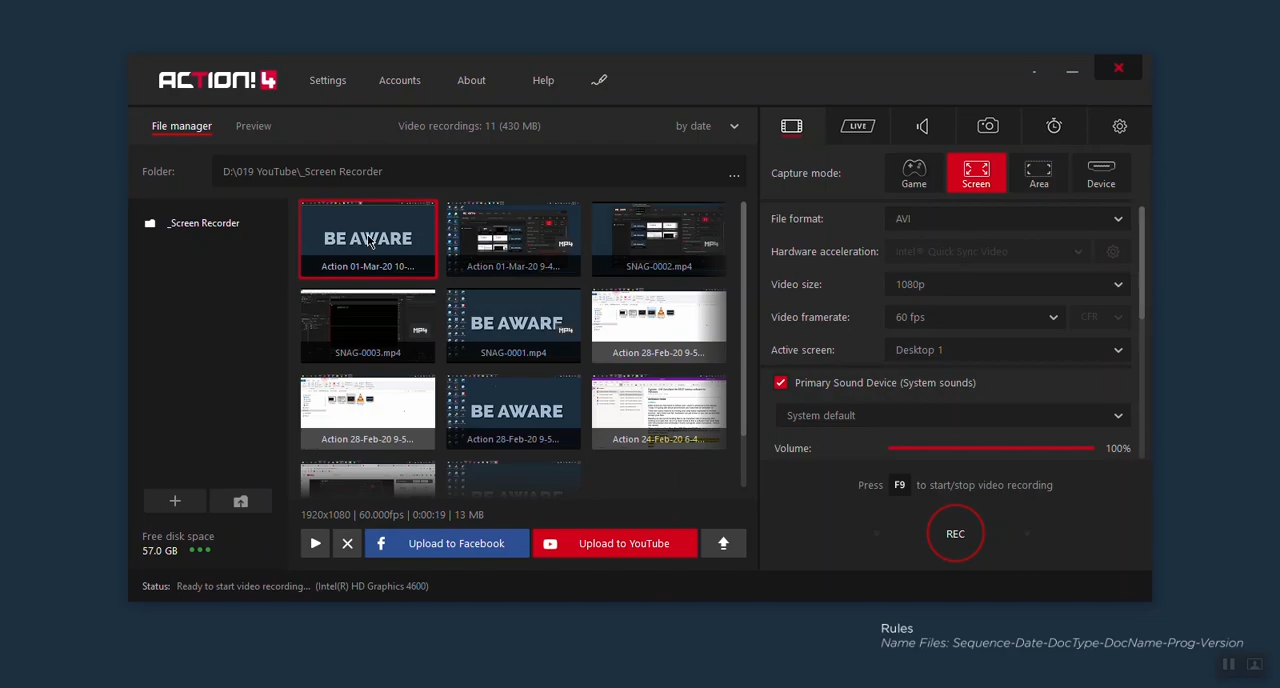 ACTION! 4
Settings
Accounts
About
Help
File manager
Preview
Video recordings: 11 (430 MB)
by date
LIVE
Folder:
D:\019 YouTube\_Screen Recorder
...
Capture mode:
Game
Screen
Area
Device
_Screen Recorder
BE AWARE
Action 01-Mar-20 10-...
MP4
Action 01-Mar-20 9-4...
MP4
SNAG-0002.mp4
MP4
SNAG-0003.mp4
BE AWARE
MP4
SNAG-0001.mp4
Action 28-Feb-20 9-5...
Action 28-Feb-20 9-5...
BE AWARE
Action 28-Feb-20 9-5...
Action 24-Feb-20 6-4...
File format:
AVI
Hardware acceleration:
Intel® Quick Sync Video
Video size:
1080p
Video framerate:
60 fps
CFR
Active screen:
Desktop 1
Primary Sound Device (System sounds)
System default
Volume:
100%
Press F9 to start/stop video recording
REC
Free disk space
57.0 GB
1920x1080 | 60.000fps | 0:00:19 | 13 MB
Upload to Facebook
Upload to YouTube
Status: Ready to start video recording... (Intel(R) HD Graphics 4600)
Rules
Name Files: Sequence-Date-DocType-DocName-Prog-Version